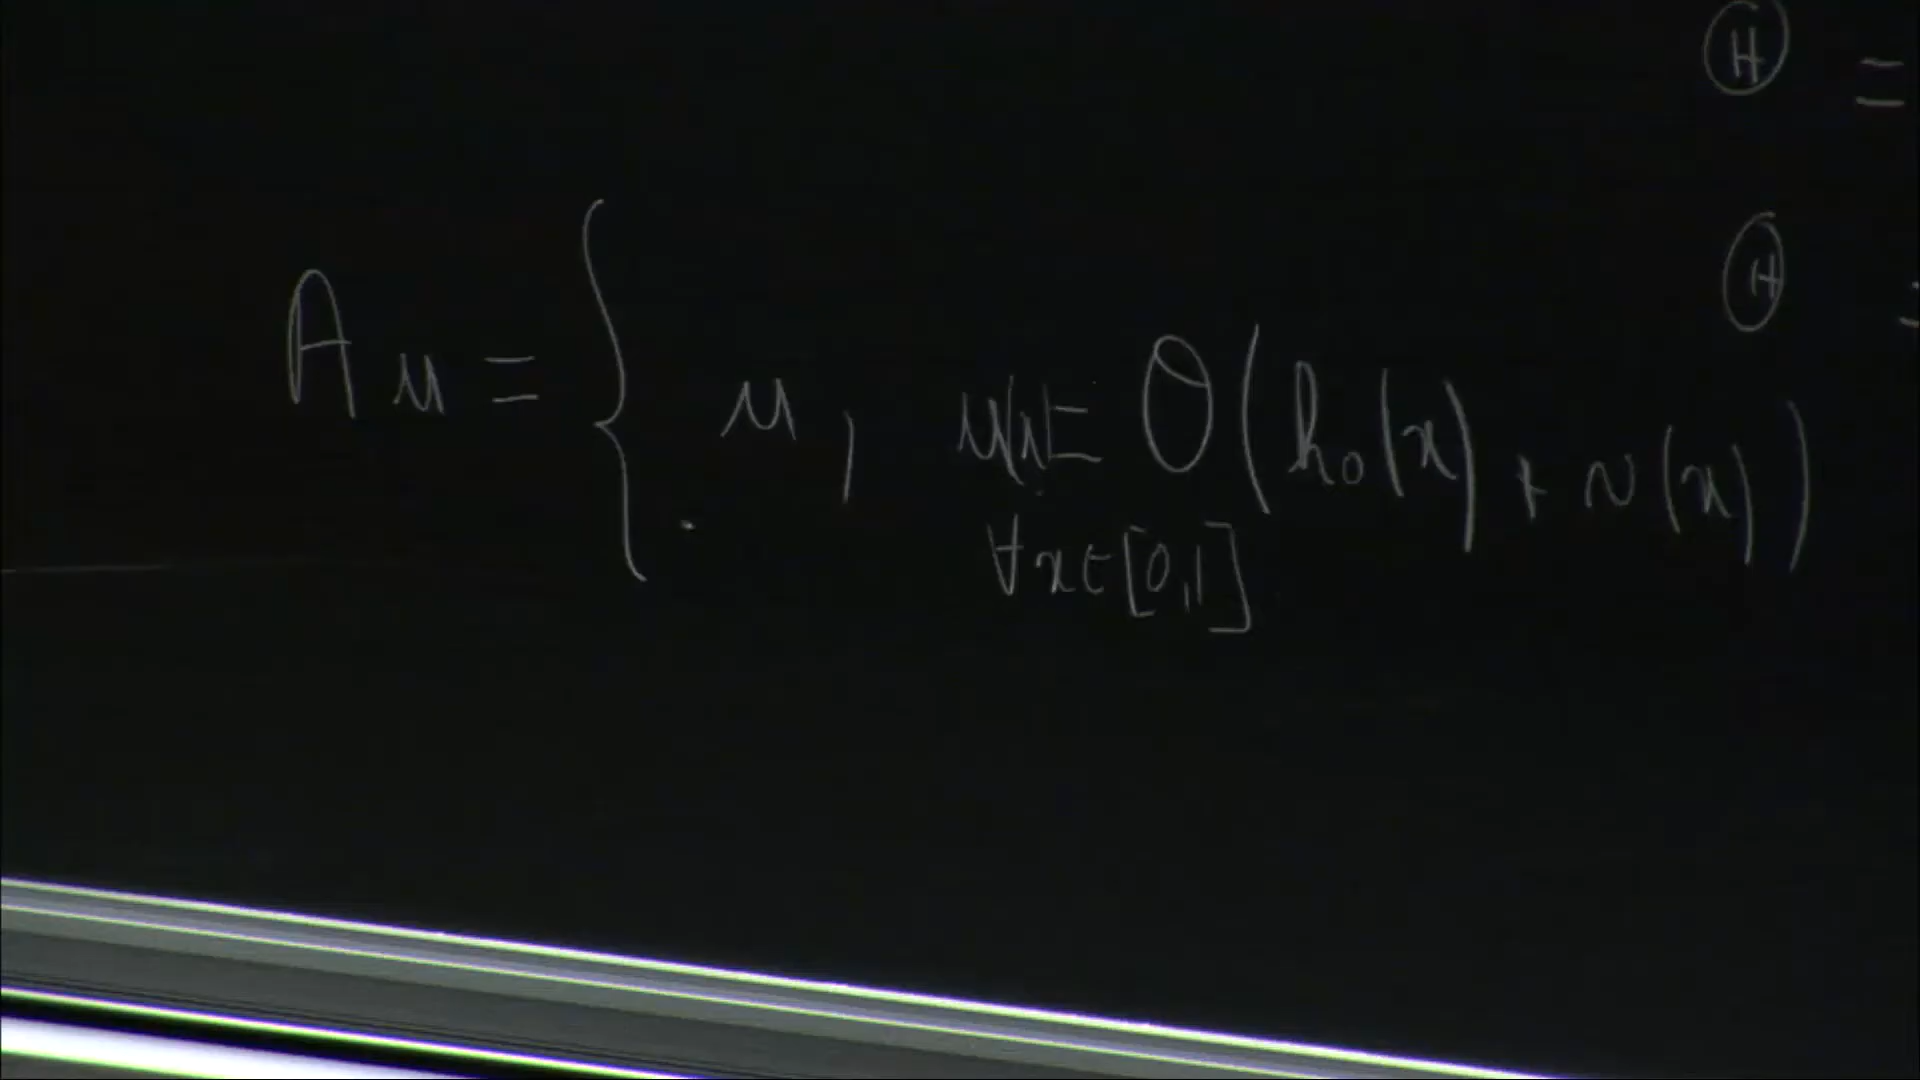 Ⓗ =
Ⓗ =
Au = { u, u(x) = O(h₀(x) + v(x))
∀x∈[0,1]